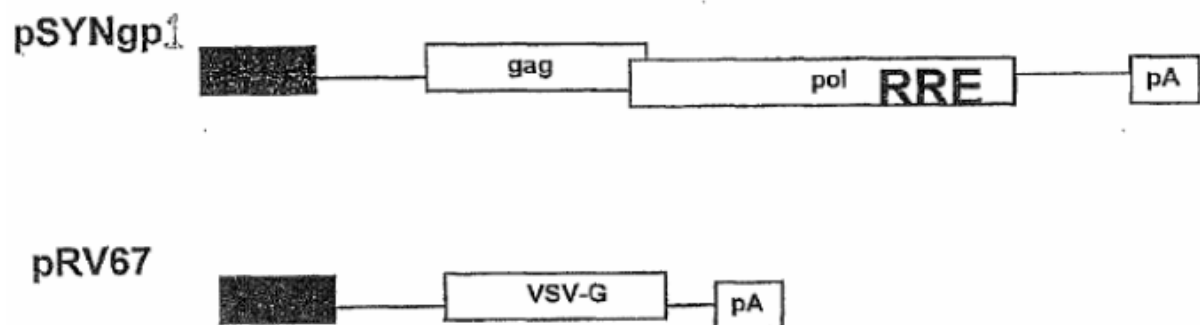 pSYNgp1
gag
pol RRE
pA
pRV67
VSV-G
pA